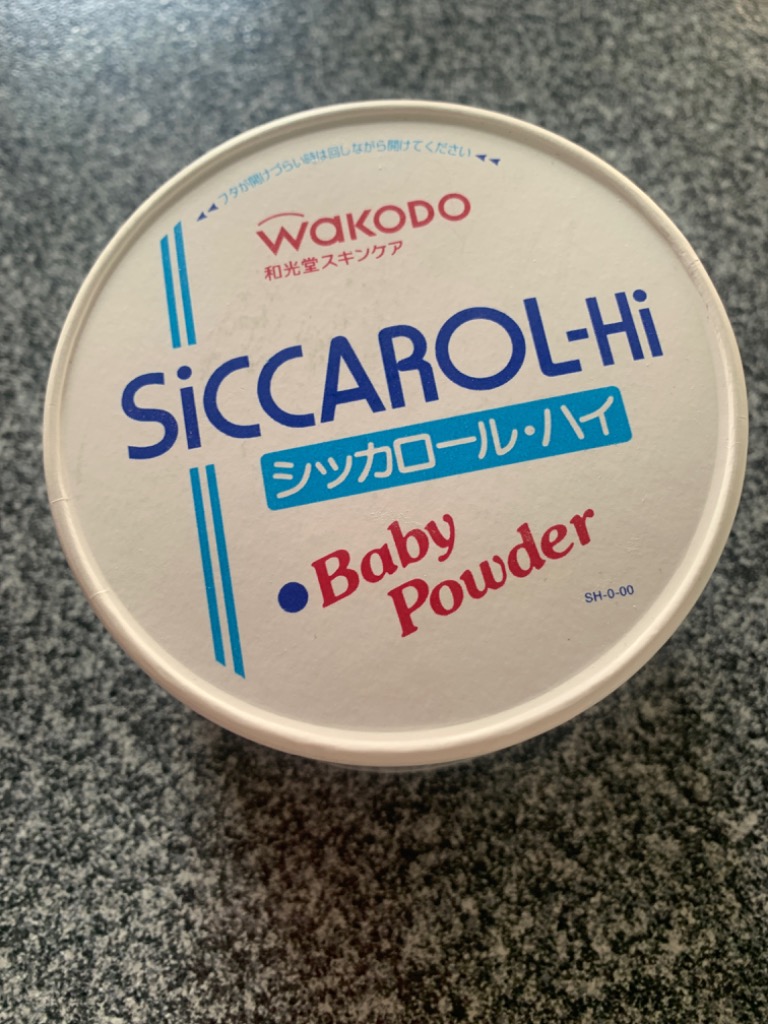 ◀◀フタが開けづらい時は回しながら開けてください◀◀
WAKODO
和光堂スキンケア
SiCCAROL-Hi
シッカロール・ハイ
●Baby
Powder
SH-0-00